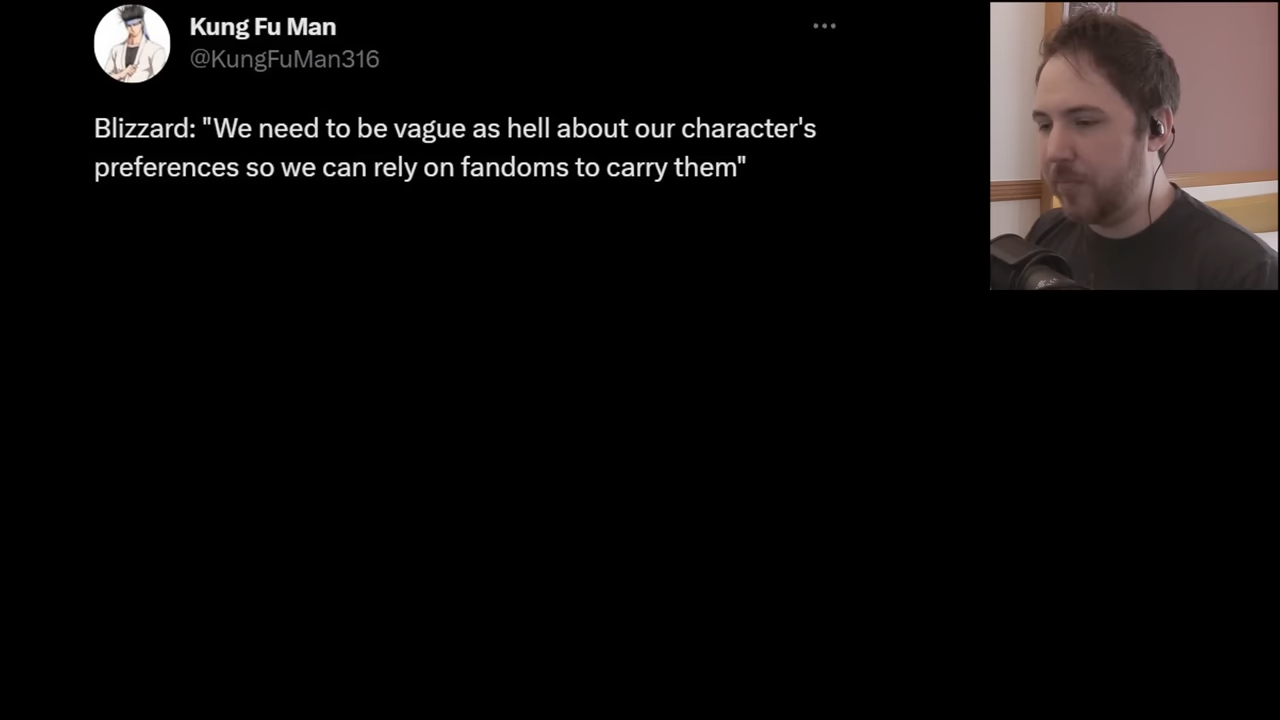 Kung Fu Man
@KungFuMan316
Blizzard: "We need to be vague as hell about our character's
preferences so we can rely on fandoms to carry them"